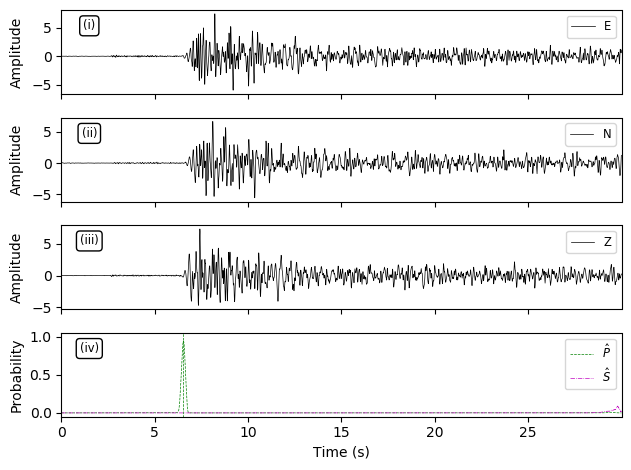 Amplitude
5
0
−5
(i)
E
Amplitude
5
0
−5
(ii)
N
Amplitude
5
0
−5
(iii)
Z
Probability
1.0
0.5
0.0
(iv)
P̂
Ŝ
0 5 10 15 20 25
Time (s)